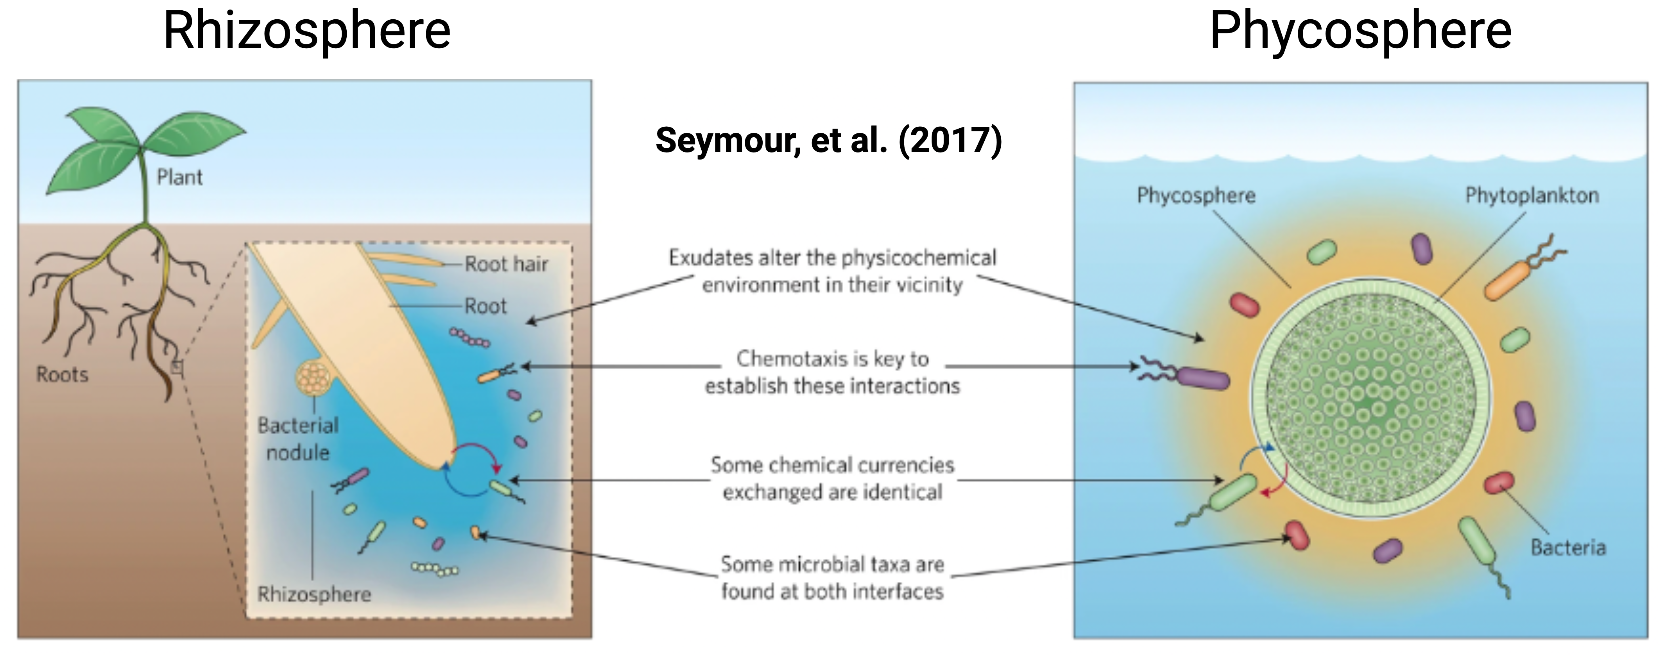 Rhizosphere
Phycosphere
Seymour, et al. (2017)
Plant
Roots
Root hair
Root
Bacterial
nodule
Rhizosphere
Exudates alter the physicochemical
environment in their vicinity
Chemotaxis is key to
establish these interactions
Some chemical currencies
exchanged are identical
Some microbial taxa are
found at both interfaces
Phycosphere
Phytoplankton
Bacteria